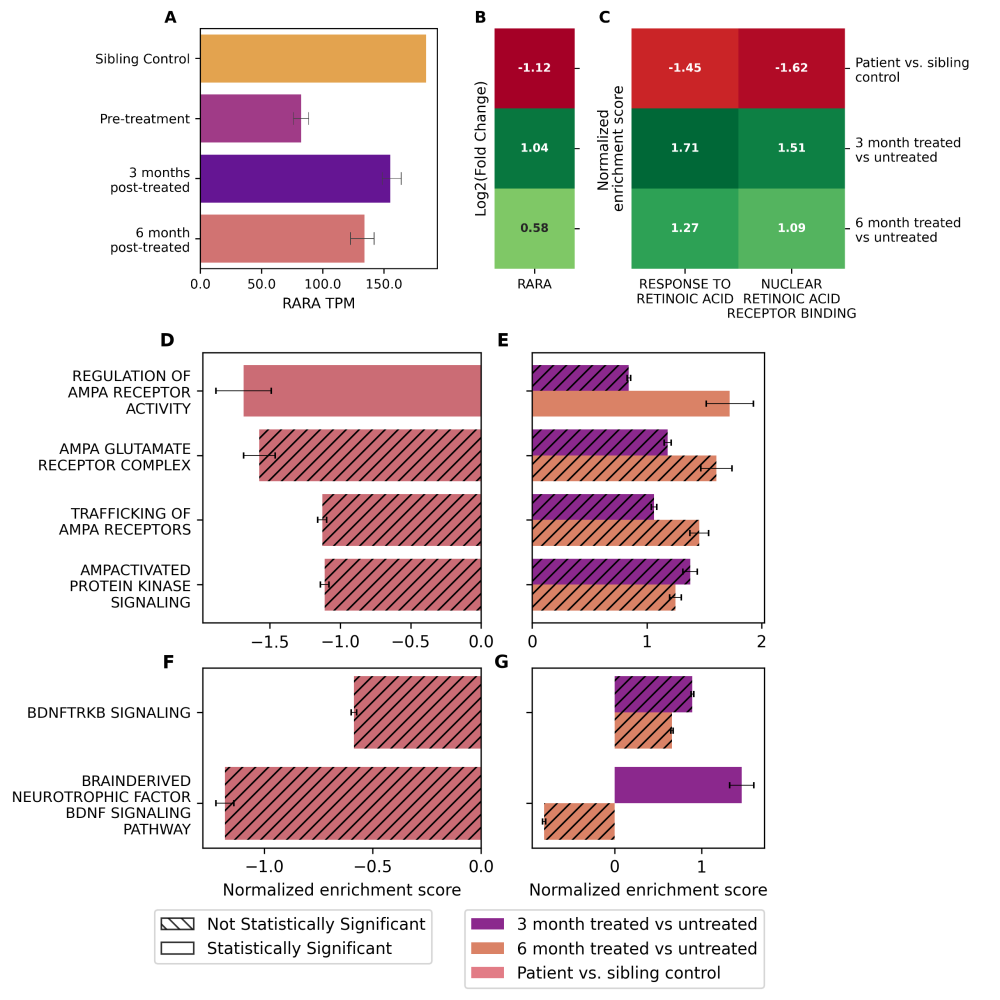 A
B
C
Sibling Control
Pre-treatment
3 months
post-treated
6 month
post-treated
0.0
50.0
100.0
150.0
RARA TPM
Log2(Fold Change)
-1.12
1.04
0.58
RARA
Normalized
enrichment score
-1.45
-1.62
1.71
1.51
1.27
1.09
Patient vs. sibling
control
3 month treated
vs untreated
6 month treated
vs untreated
RESPONSE TO
RETINOIC ACID
NUCLEAR
RETINOIC ACID
RECEPTOR BINDING
D
E
REGULATION OF
AMPA RECEPTOR
ACTIVITY
AMPA GLUTAMATE
RECEPTOR COMPLEX
TRAFFICKING OF
AMPA RECEPTORS
AMPACTIVATED
PROTEIN KINASE
SIGNALING
−1.5
−1.0
−0.5
0.0
0
1
2
F
G
BDNFTRKB SIGNALING
BRAINDERIVED
NEUROTROPHIC FACTOR
BDNF SIGNALING
PATHWAY
−1.0
−0.5
0.0
Normalized enrichment score
0
1
Normalized enrichment score
Not Statistically Significant
Statistically Significant
3 month treated vs untreated
6 month treated vs untreated
Patient vs. sibling control